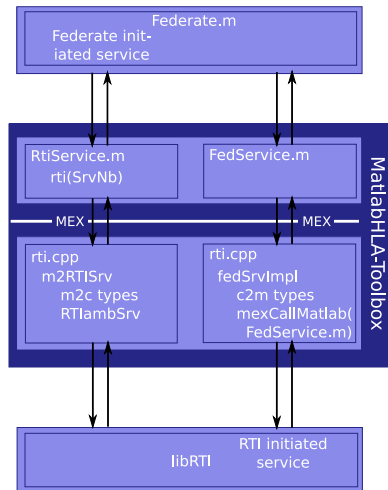 Federate.m
Federate init-
iated service
RtiService.m
rti(SrvNb)
FedService.m
MEX
MEX
MatlabHLA-Toolbox
rti.cpp
m2RTISrv
m2c types
RTIambSrv
rti.cpp
fedSrvImpl
c2m types
mexCallMatlab(
FedService.m)
libRTI
RTI initiated
service